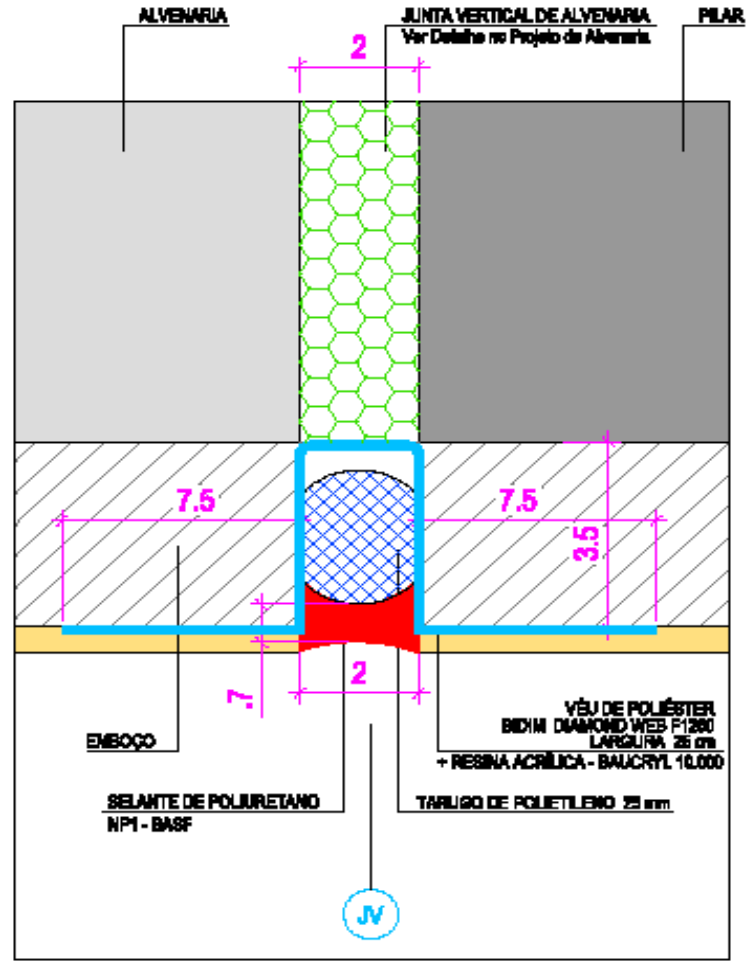 ALVENARIA
JUNTA VERTICAL DE ALVENARIA
Ver Detalhe no Projeto de Alvenaria
PILAR
2
7.5
7.5
3.5
.7
2
EMBOÇO
VÉU DE POLIÉSTER
BIDIM DIAMOND WEB F1260
LARGURA 25 cm
+ RESINA ACRÍLICA - BAUCRYL 10.000
SELANTE DE POLIURETANO
NP1 - BASF
TARUGO DE POLIETILENO 25 mm
JV